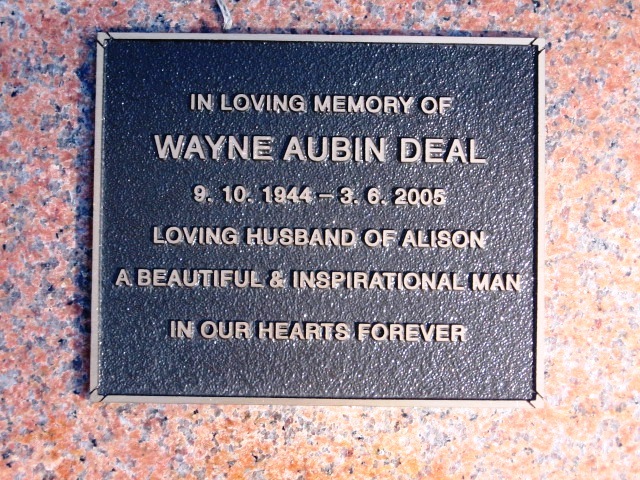 IN LOVING MEMORY OF
WAYNE AUBIN DEAL
9. 10. 1944 – 3. 6. 2005
LOVING HUSBAND OF ALISON
A BEAUTIFUL & INSPIRATIONAL MAN
IN OUR HEARTS FOREVER